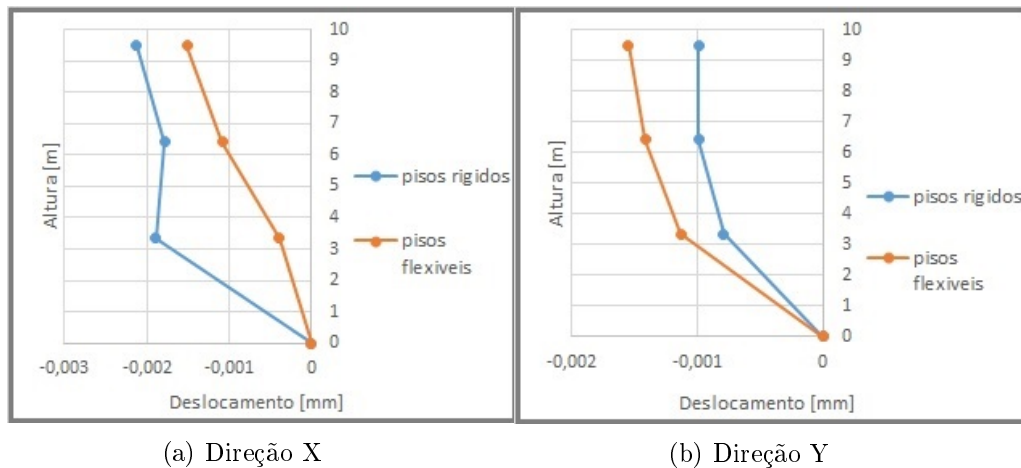 10
9
8
7
6
5
4
3
2
1
0
Altura [m]
-0,003
-0,002
-0,001
0
Deslocamento [mm]
pisos rigidos
pisos
flexiveis
(a) Direção X
10
9
8
7
6
5
4
3
2
1
0
Altura [m]
-0,002
-0,001
0
Deslocamento [mm]
pisos rigidos
pisos
flexiveis
(b) Direção Y